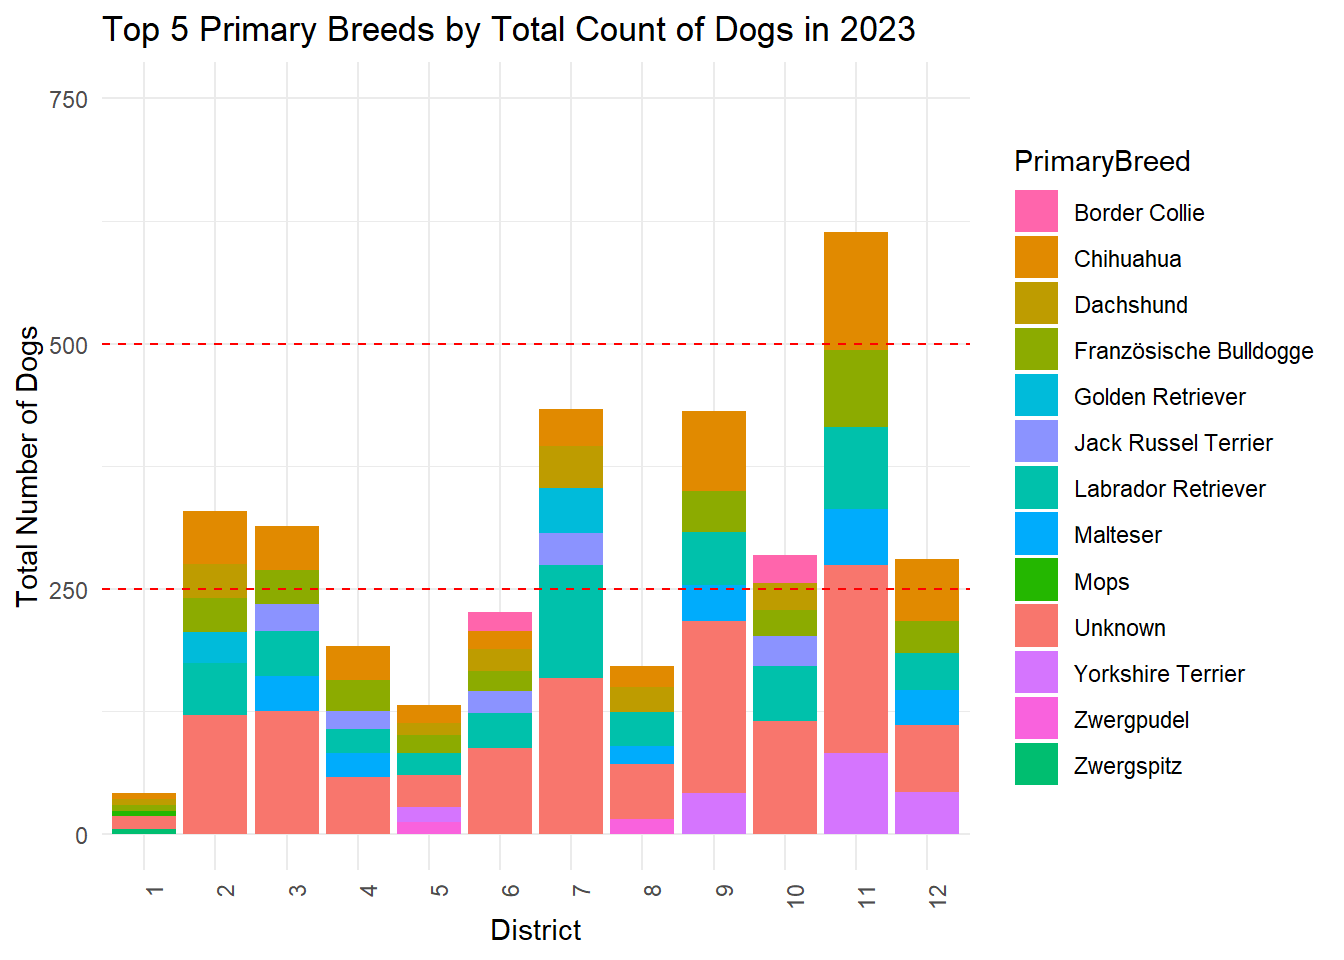 Top 5 Primary Breeds by Total Count of Dogs in 2023
Total Number of Dogs
750
500
250
0
1 2 3 4 5 6 7 8 9 10 11 12
District
PrimaryBreed
Border Collie
Chihuahua
Dachshund
Französische Bulldogge
Golden Retriever
Jack Russel Terrier
Labrador Retriever
Malteser
Mops
Unknown
Yorkshire Terrier
Zwergpudel
Zwergspitz